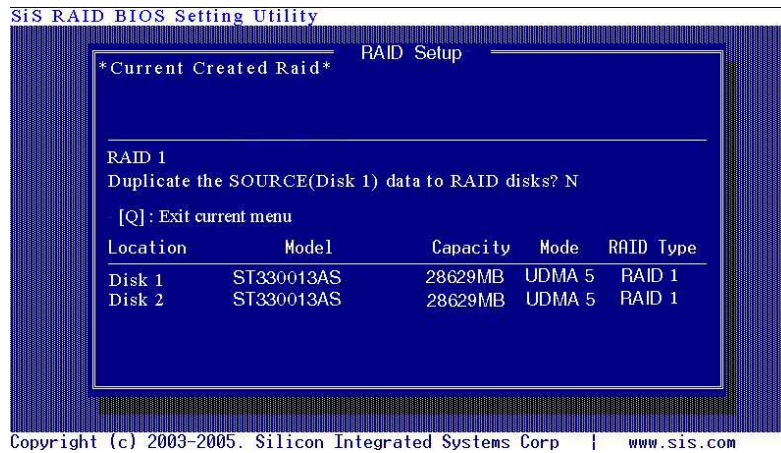 SiS RAID BIOS Setting Utility
RAID Setup
*Current Created Raid*
RAID 1
Duplicate the SOURCE(Disk 1) data to RAID disks? N
[Q] : Exit current menu
Location Model Capacity Mode RAID Type
Disk 1 ST330013AS 28629MB UDMA 5 RAID 1
Disk 2 ST330013AS 28629MB UDMA 5 RAID 1
Copyright (c) 2003-2005. Silicon Integrated Systems Corp | www.sis.com